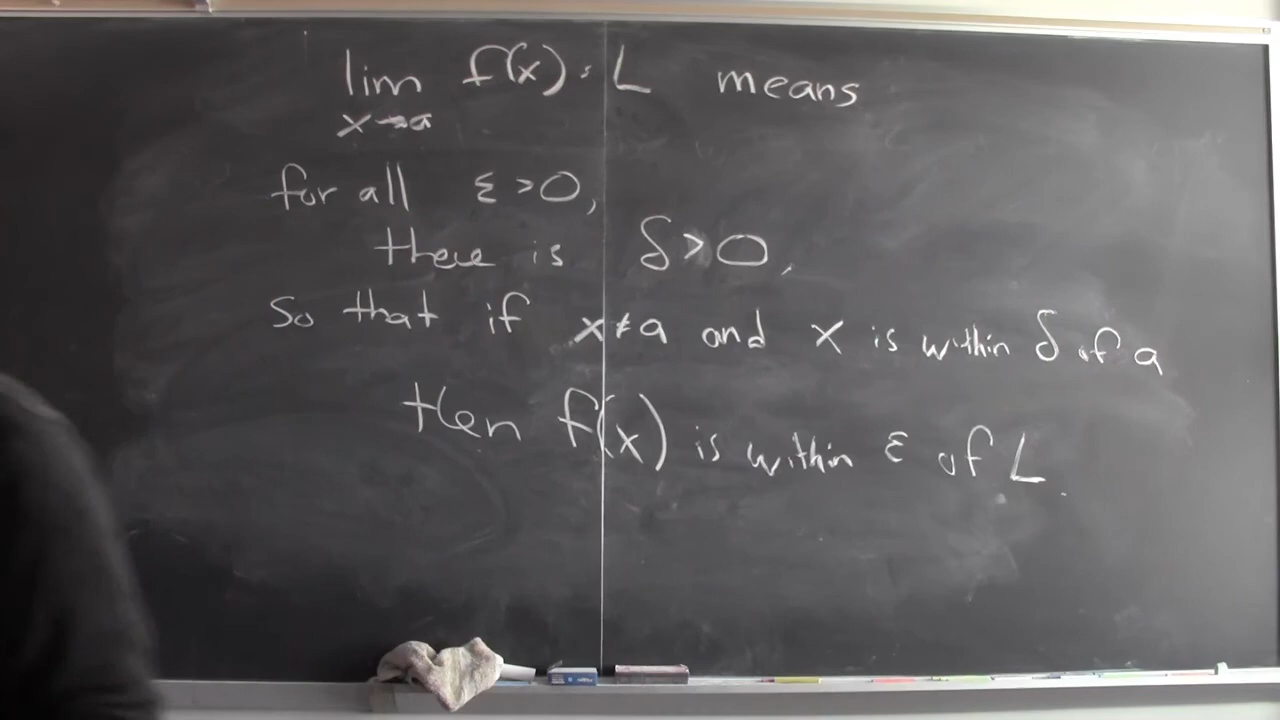 lim f(x) = L means
x→a
for all ε>0,
there is δ>0,
So that if x≠a and x is within δ of a
then f(x) is within ε of L.